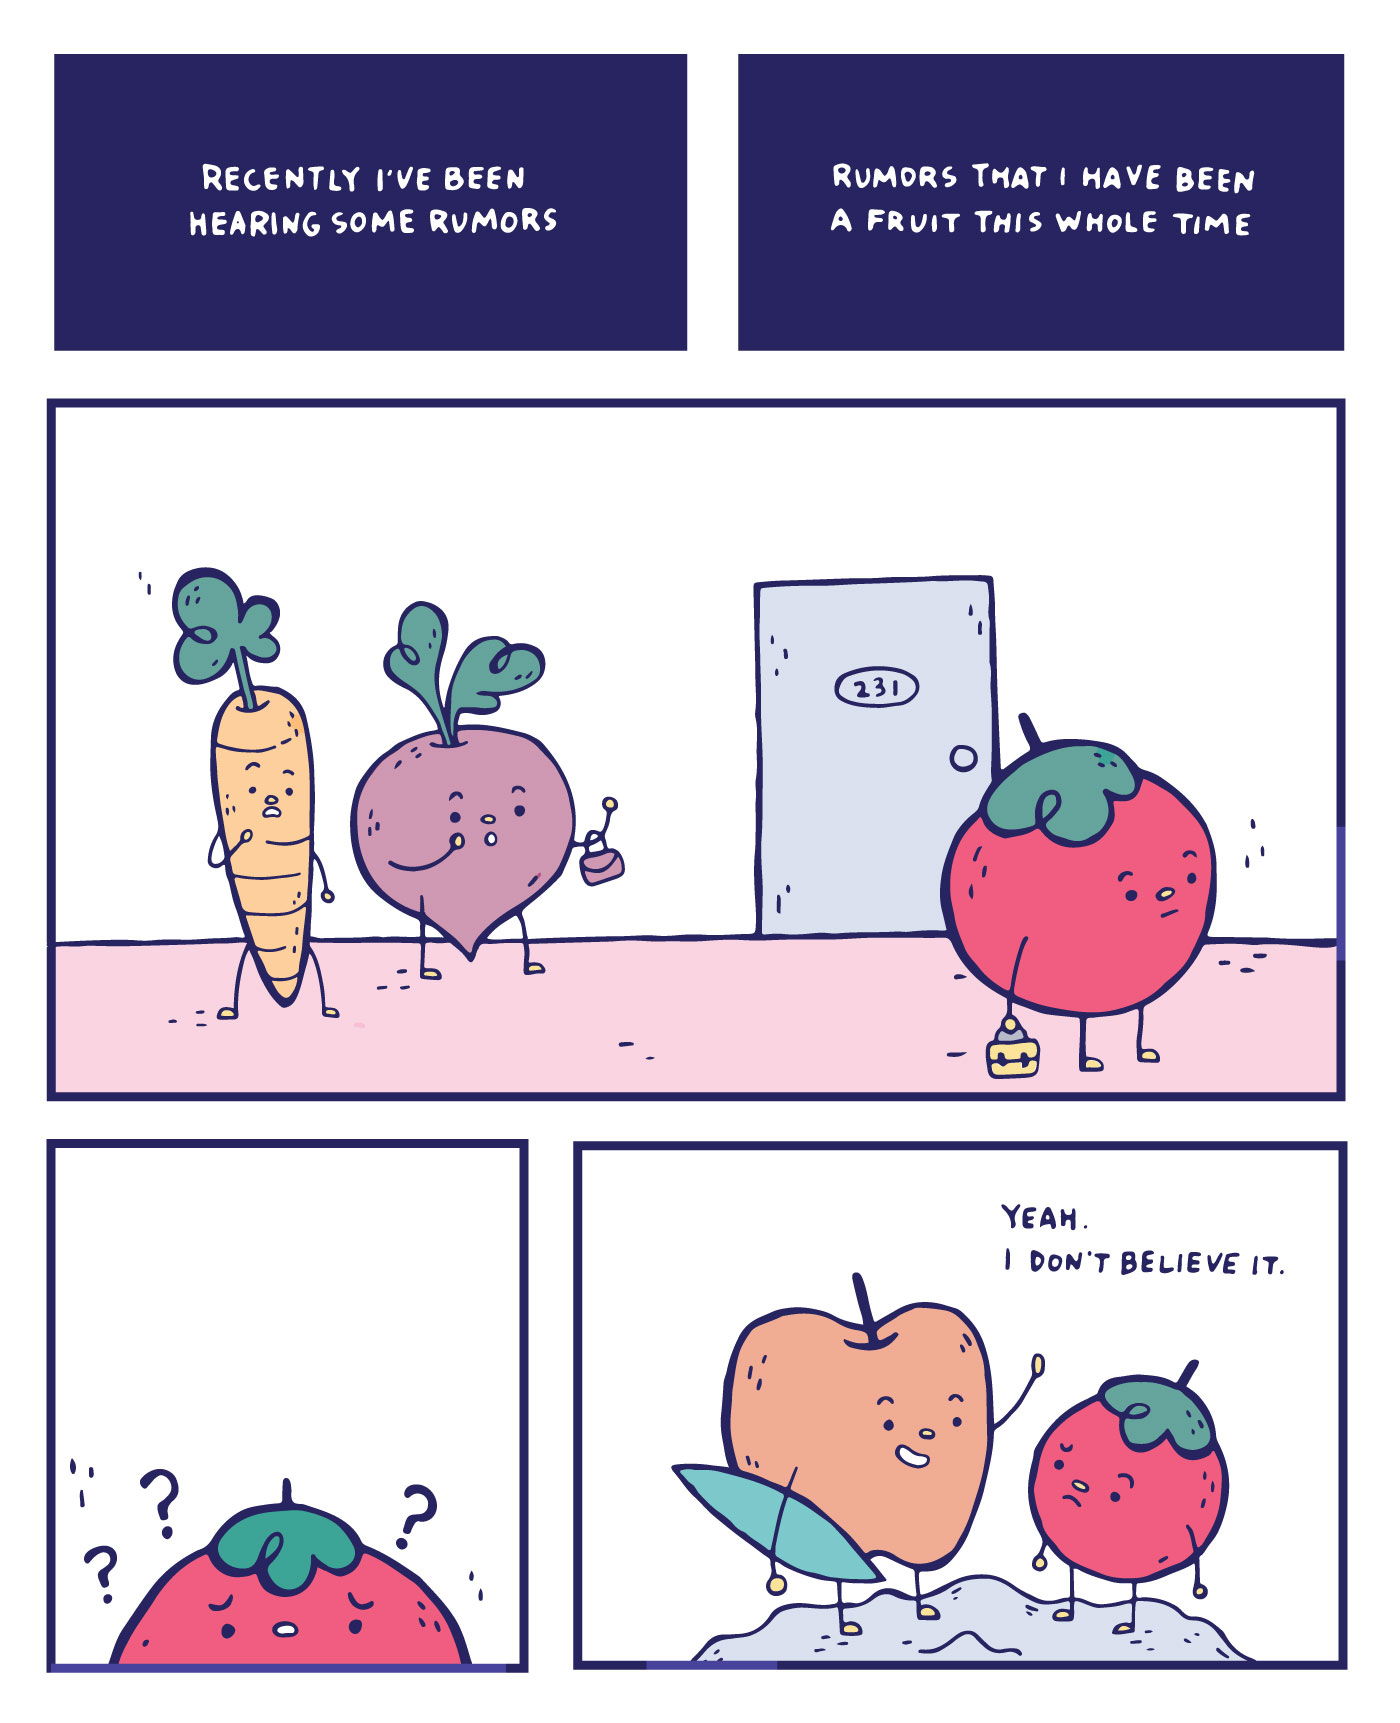 RECENTLY I'VE BEEN
HEARING SOME RUMORS
RUMORS THAT I HAVE BEEN
A FRUIT THIS WHOLE TIME
231
?
?
?
YEAH.
I DON'T BELIEVE IT.